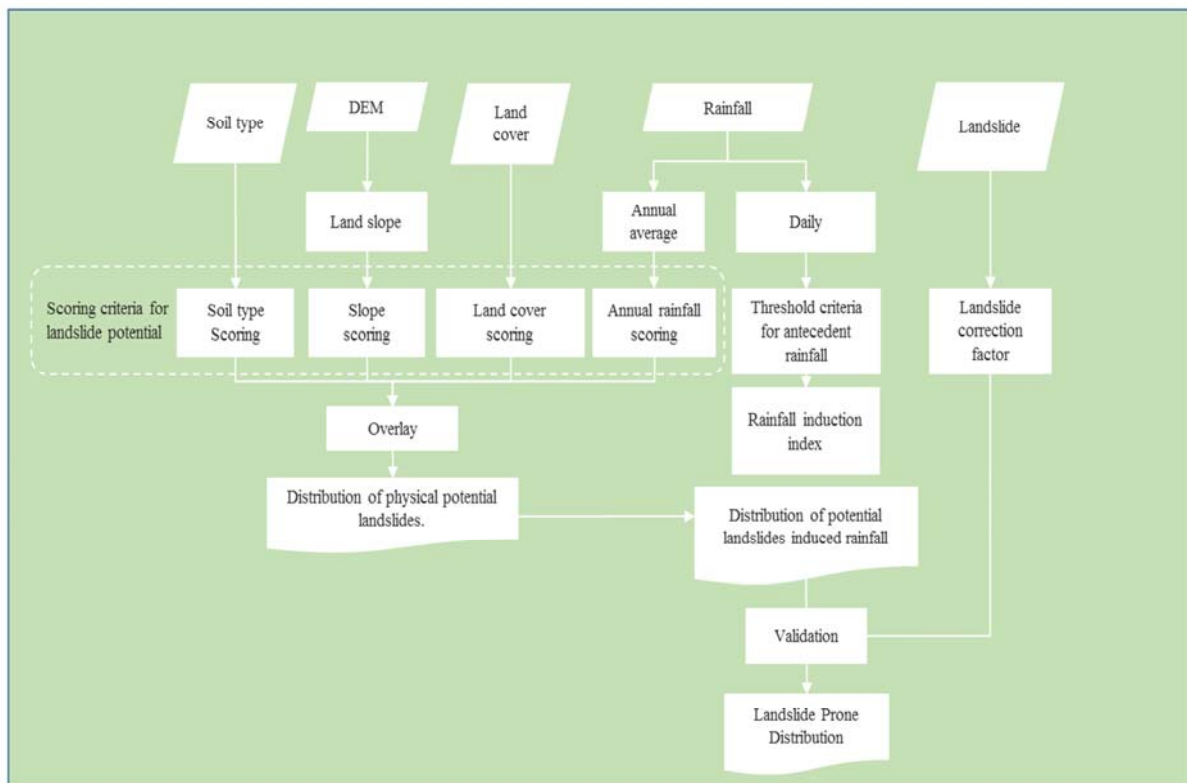 Soil type
DEM
Land
cover
Rainfall
Landslide
Land slope
Annual
average
Daily
Scoring criteria for
landslide potential
Soil type
Scoring
Slope
scoring
Land cover
scoring
Annual rainfall
scoring
Threshold criteria
for antecedent
rainfall
Landslide
correction
factor
Overlay
Rainfall induction
index
Distribution of physical potential
landslides.
Distribution of potential
landslides induced rainfall
Validation
Landslide Prone
Distribution